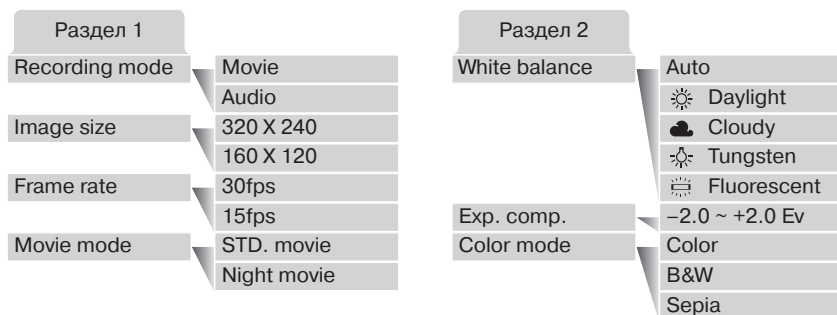 Раздел 1
Recording mode
Movie
Audio
Image size
320 X 240
160 X 120
Frame rate
30fps
15fps
Movie mode
STD. movie
Night movie
Раздел 2
White balance
Auto
Daylight
Cloudy
Tungsten
Fluorescent
Exp. comp.
−2.0 ~ +2.0 Ev
Color mode
Color
B&W
Sepia